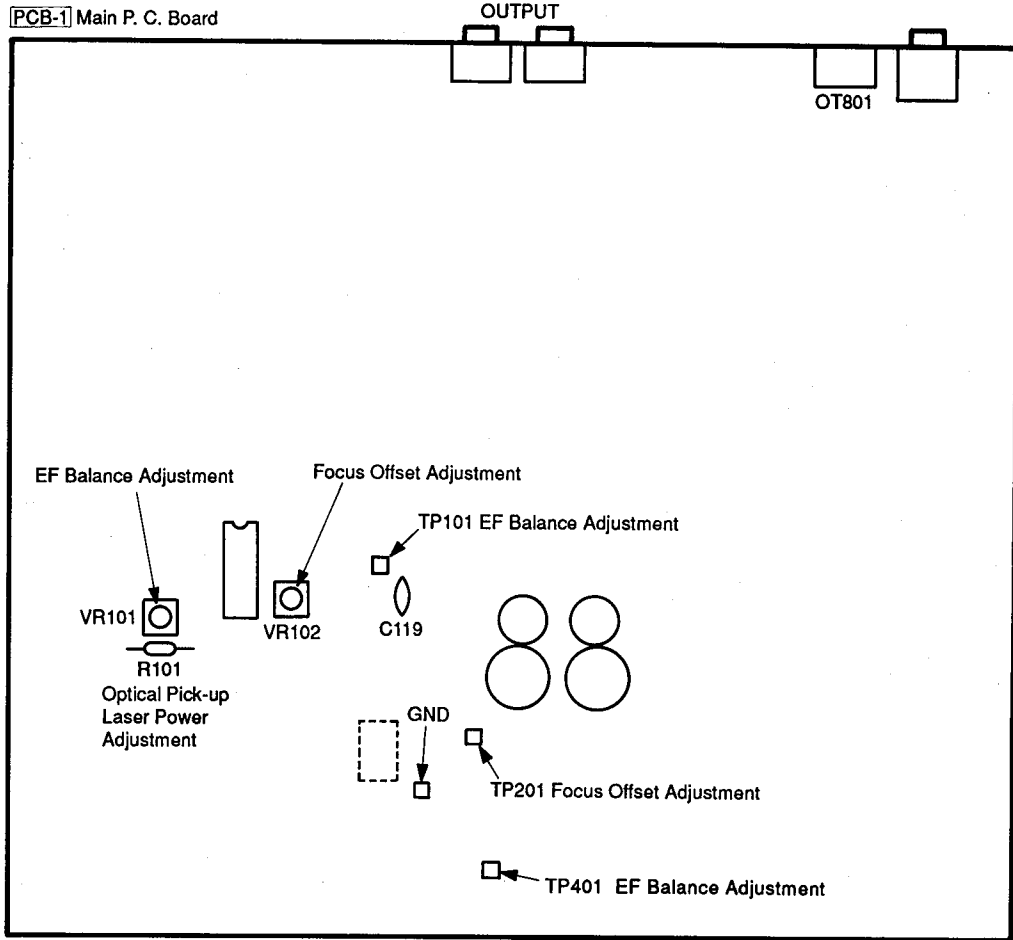 PCB-1 Main P. C. Board
OUTPUT
OT801
EF Balance Adjustment
Focus Offset Adjustment
TP101 EF Balance Adjustment
VR101
VR102
C119
R101
Optical Pick-up
Laser Power
Adjustment
GND
TP201 Focus Offset Adjustment
TP401 EF Balance Adjustment